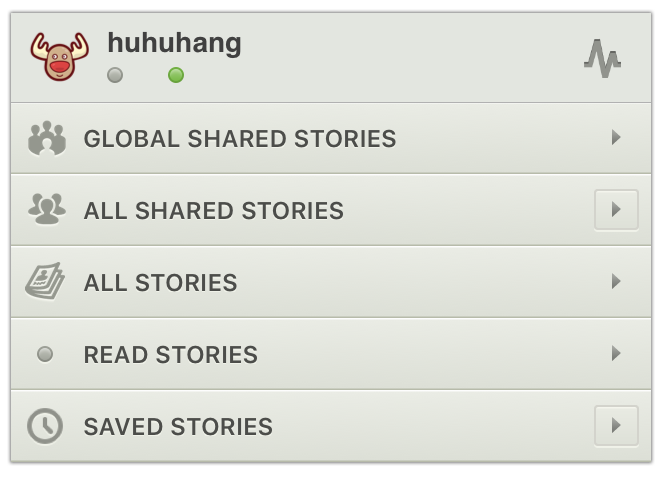 huhuhang
GLOBAL SHARED STORIES
ALL SHARED STORIES
ALL STORIES
READ STORIES
SAVED STORIES